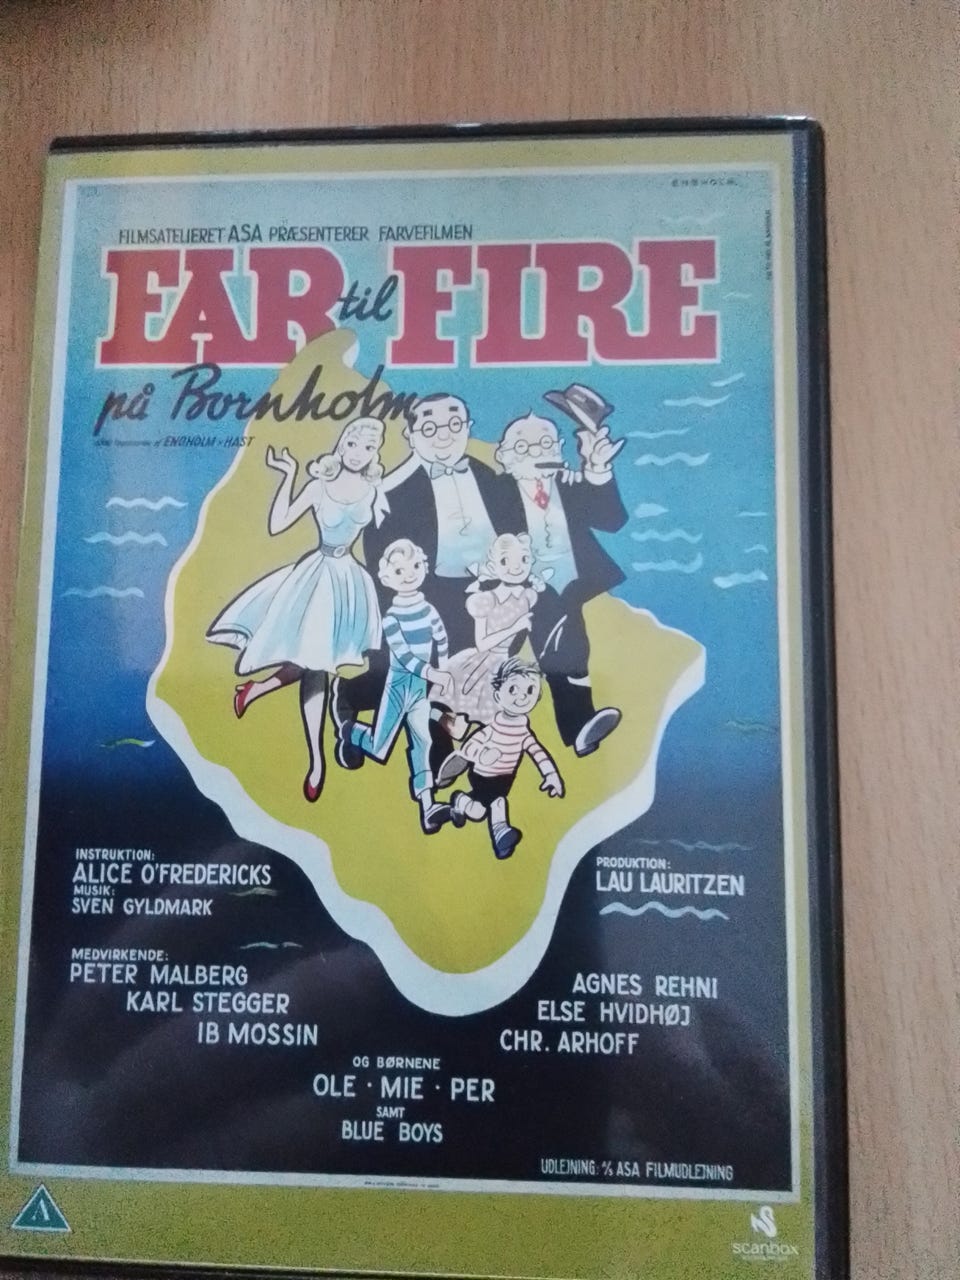 ENGHOLM.
FILMSATELIERET ASA PRÆSENTERER FARVEFILMEN
FAR til FIRE
på Bornholm
af ENGHOLM & HAST
INSTRUKTION:
ALICE O'FREDERICKS
MUSIK:
SVEN GYLDMARK
PRODUKTION:
LAU LAURITZEN
MEDVIRKENDE:
PETER MALBERG
KARL STEGGER
IB MOSSIN
AGNES REHNI
ELSE HVIDHØJ
CHR. ARHOFF
OG BØRNENE
OLE · MIE · PER
SAMT
BLUE BOYS
UDLEJNING: A/S ASA FILMUDLEJNING
A
scanbox